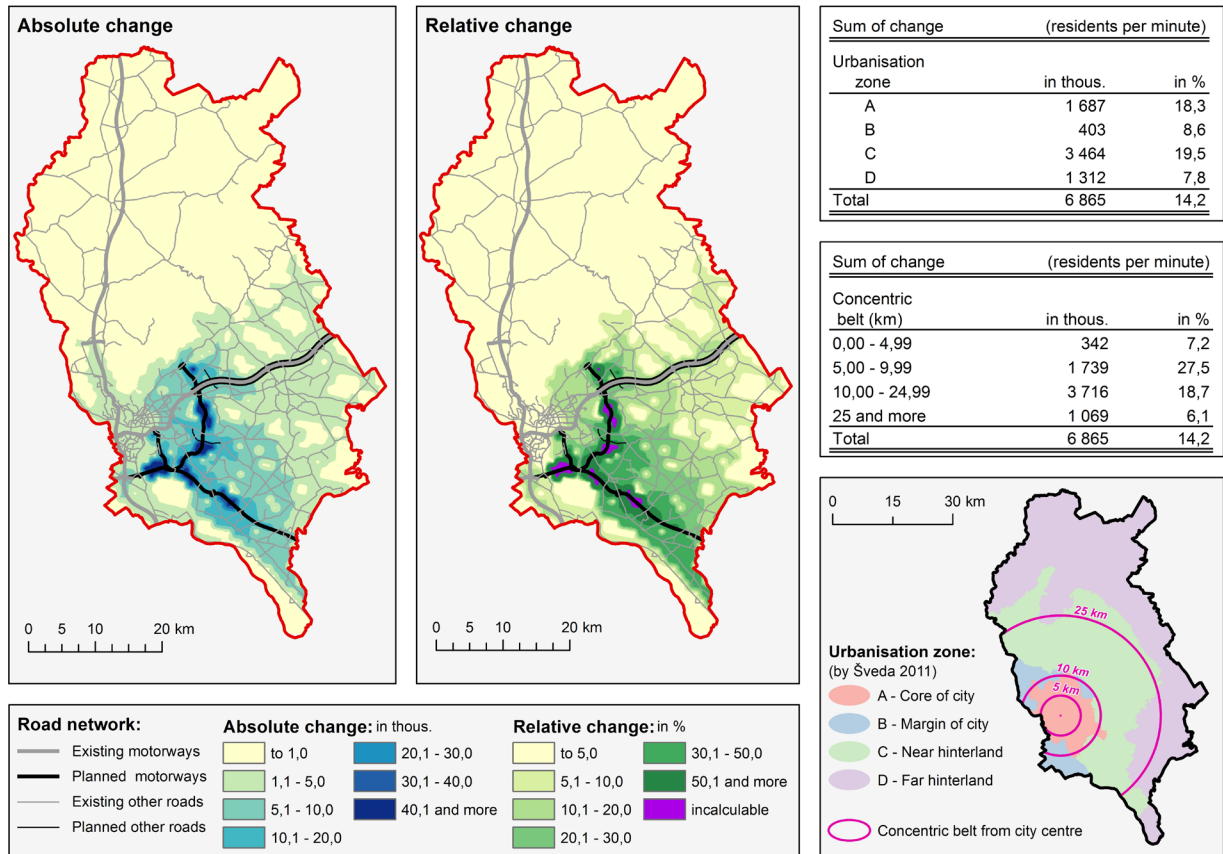 Absolute change
0 5 10 20 km
Relative change
0 5 10 20 km
Sum of change (residents per minute)
Urbanisation
zone in thous. in %
A 1 687 18,3
B 403 8,6
C 3 464 19,5
D 1 312 7,8
Total 6 865 14,2
Sum of change (residents per minute)
Concentric
belt (km) in thous. in %
0,00 - 4,99 342 7,2
5,00 - 9,99 1 739 27,5
10,00 - 24,99 3 716 18,7
25 and more 1 069 6,1
Total 6 865 14,2
0 15 30 km
25 km
10 km
5 km
Urbanisation zone:
(by Šveda 2011)
A - Core of city
B - Margin of city
C - Near hinterland
D - Far hinterland
Concentric belt from city centre
Road network:
Existing motorways
Planned motorways
Existing other roads
Planned other roads
Absolute change: in thous.
to 1,0
1,1 - 5,0
5,1 - 10,0
10,1 - 20,0
20,1 - 30,0
30,1 - 40,0
40,1 and more
Relative change: in %
to 5,0
5,1 - 10,0
10,1 - 20,0
20,1 - 30,0
30,1 - 50,0
50,1 and more
incalculable